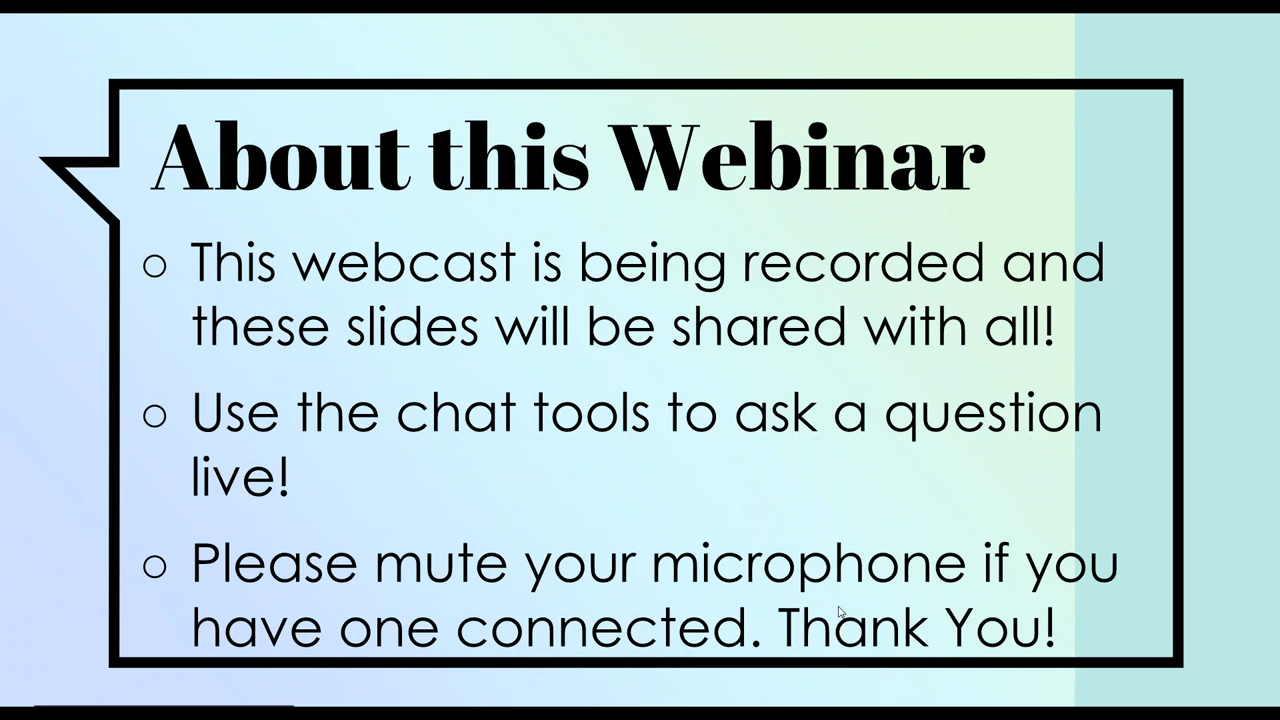 About this Webinar
○ This webcast is being recorded and
these slides will be shared with all!
○ Use the chat tools to ask a question
live!
○ Please mute your microphone if you
have one connected. Thank You!